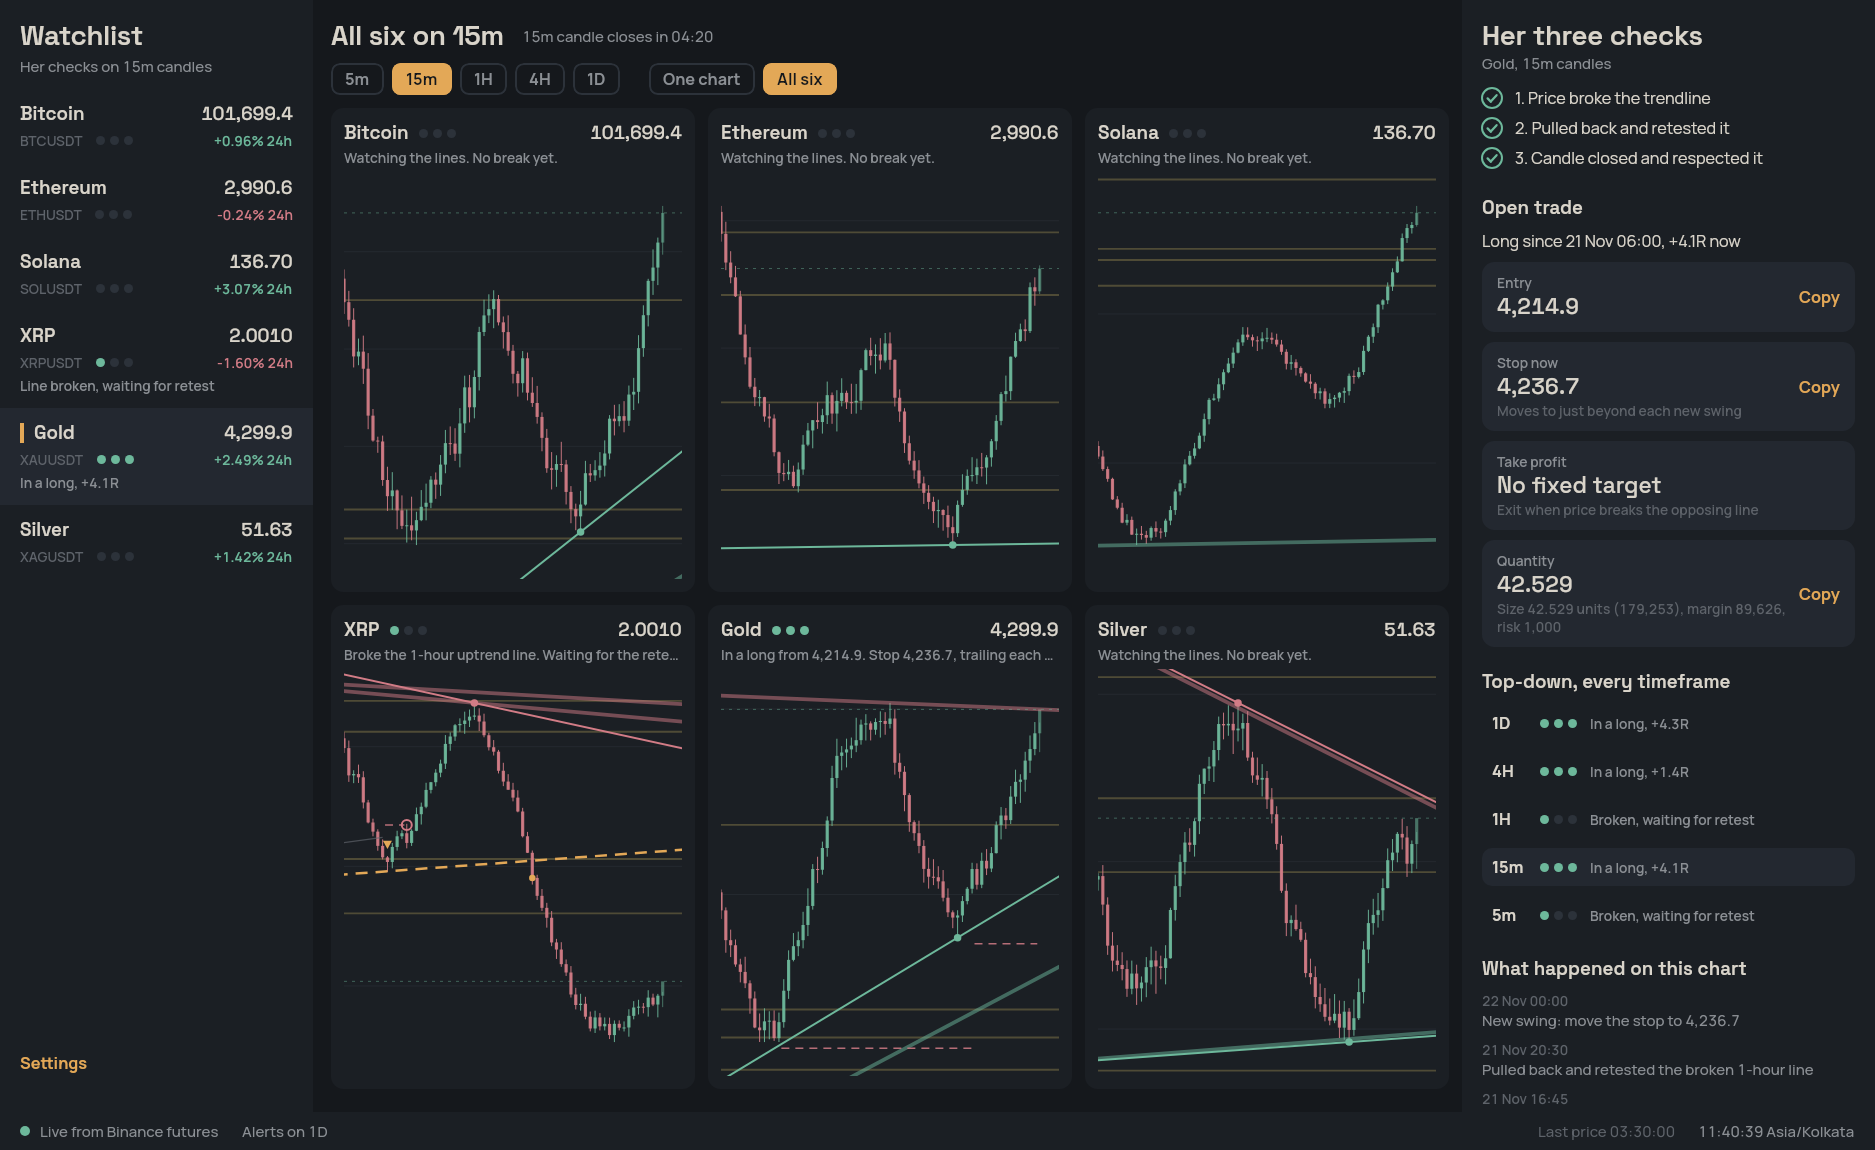 Watchlist
Her checks on 15m candles
Bitcoin 101,699.4
BTCUSDT +0.96% 24h
Ethereum 2,990.6
ETHUSDT -0.24% 24h
Solana 136.70
SOLUSDT +3.07% 24h
XRP 2.0010
XRPUSDT -1.60% 24h
Line broken, waiting for retest
Gold 4,299.9
XAUUSDT +2.49% 24h
In a long, +4.1R
Silver 51.63
XAGUSDT +1.42% 24h
Settings
All six on 15m 15m candle closes in 04:20
5m 15m 1H 4H 1D One chart All six
Bitcoin 101,699.4
Watching the lines. No break yet.
Ethereum 2,990.6
Watching the lines. No break yet.
Solana 136.70
Watching the lines. No break yet.
XRP 2.0010
Broke the 1-hour uptrend line. Waiting for the rete...
Gold 4,299.9
In a long from 4,214.9. Stop 4,236.7, trailing each ...
Silver 51.63
Watching the lines. No break yet.
Her three checks
Gold, 15m candles
1. Price broke the trendline
2. Pulled back and retested it
3. Candle closed and respected it
Open trade
Long since 21 Nov 06:00, +4.1R now
Entry
4,214.9 Copy
Stop now
4,236.7 Copy
Moves to just beyond each new swing
Take profit
No fixed target
Exit when price breaks the opposing line
Quantity
42.529 Copy
Size 42.529 units (179,253), margin 89,626,
risk 1,000
Top-down, every timeframe
1D In a long, +4.3R
4H In a long, +1.4R
1H Broken, waiting for retest
15m In a long, +4.1R
5m Broken, waiting for retest
What happened on this chart
22 Nov 00:00
New swing: move the stop to 4,236.7
21 Nov 20:30
Pulled back and retested the broken 1-hour line
21 Nov 16:45
Live from Binance futures Alerts on 1D
Last price 03:30:00 11:40:39 Asia/Kolkata